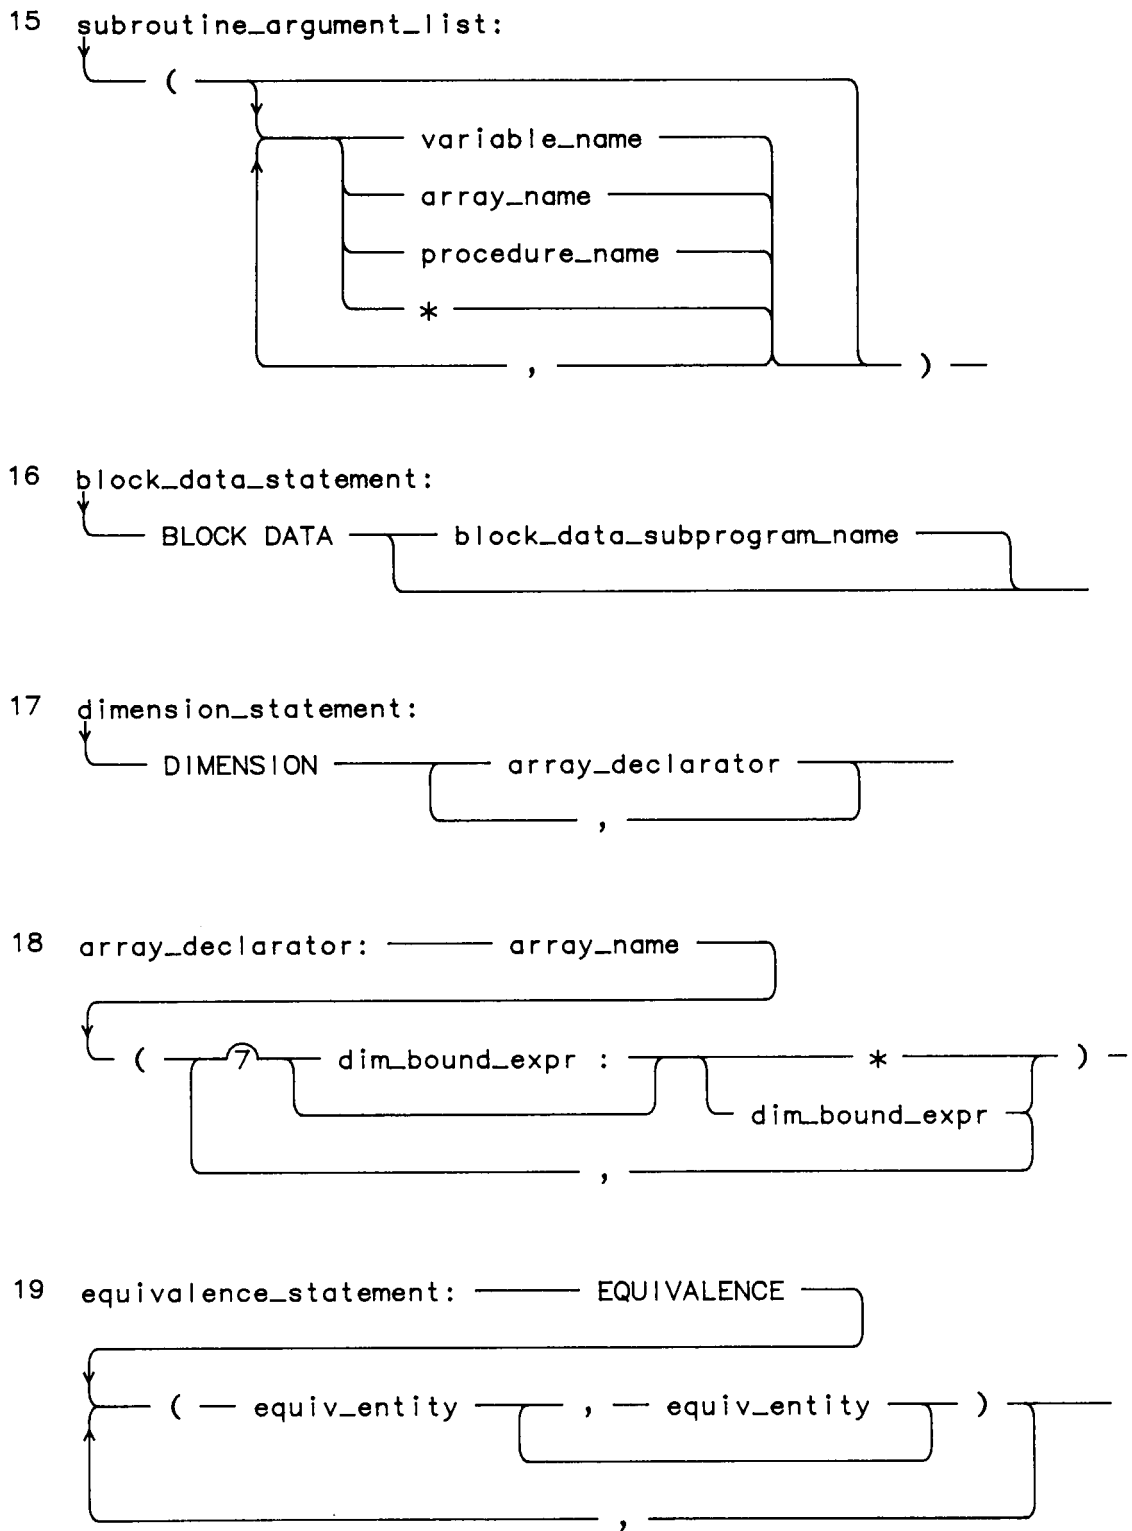 15 subroutine_argument_list:
(
variable_name
array_name
procedure_name
*
, )
16 block_data_statement:
BLOCK DATA block_data_subprogram_name
17 dimension_statement:
DIMENSION array_declarator
,
18 array_declarator: array_name
( 7 dim_bound_expr : * )
dim_bound_expr
,
19 equivalence_statement: EQUIVALENCE
( equiv_entity , equiv_entity )
,